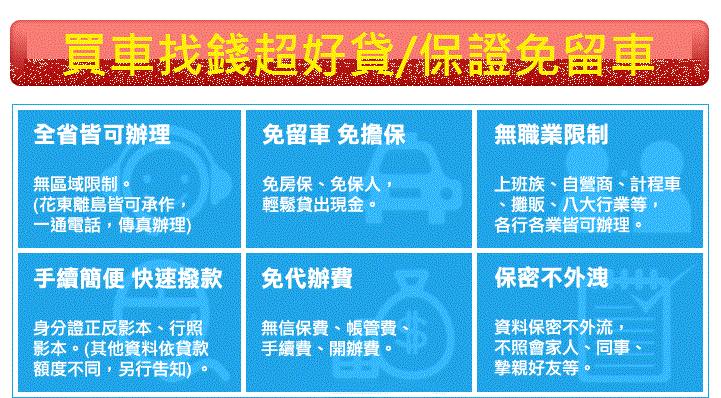 買車找錢超好貸/保證免留車
全省皆可辦理
無區域限制。
(花東離島皆可承作，
一通電話，傳真辦理)
免留車 免擔保
免房保、免保人，
輕鬆貸出現金。
無職業限制
上班族、自營商、計程車
、攤販、八大行業等，
各行各業皆可辦理。
手續簡便 快速撥款
身分證正反影本、行照
影本。(其他資料依貸款
額度不同，另行告知) 。
免代辦費
無信保費、帳管費、
手續費、開辦費。
保密不外洩
資料保密不外流，
不照會家人、同事、
摯親好友等。